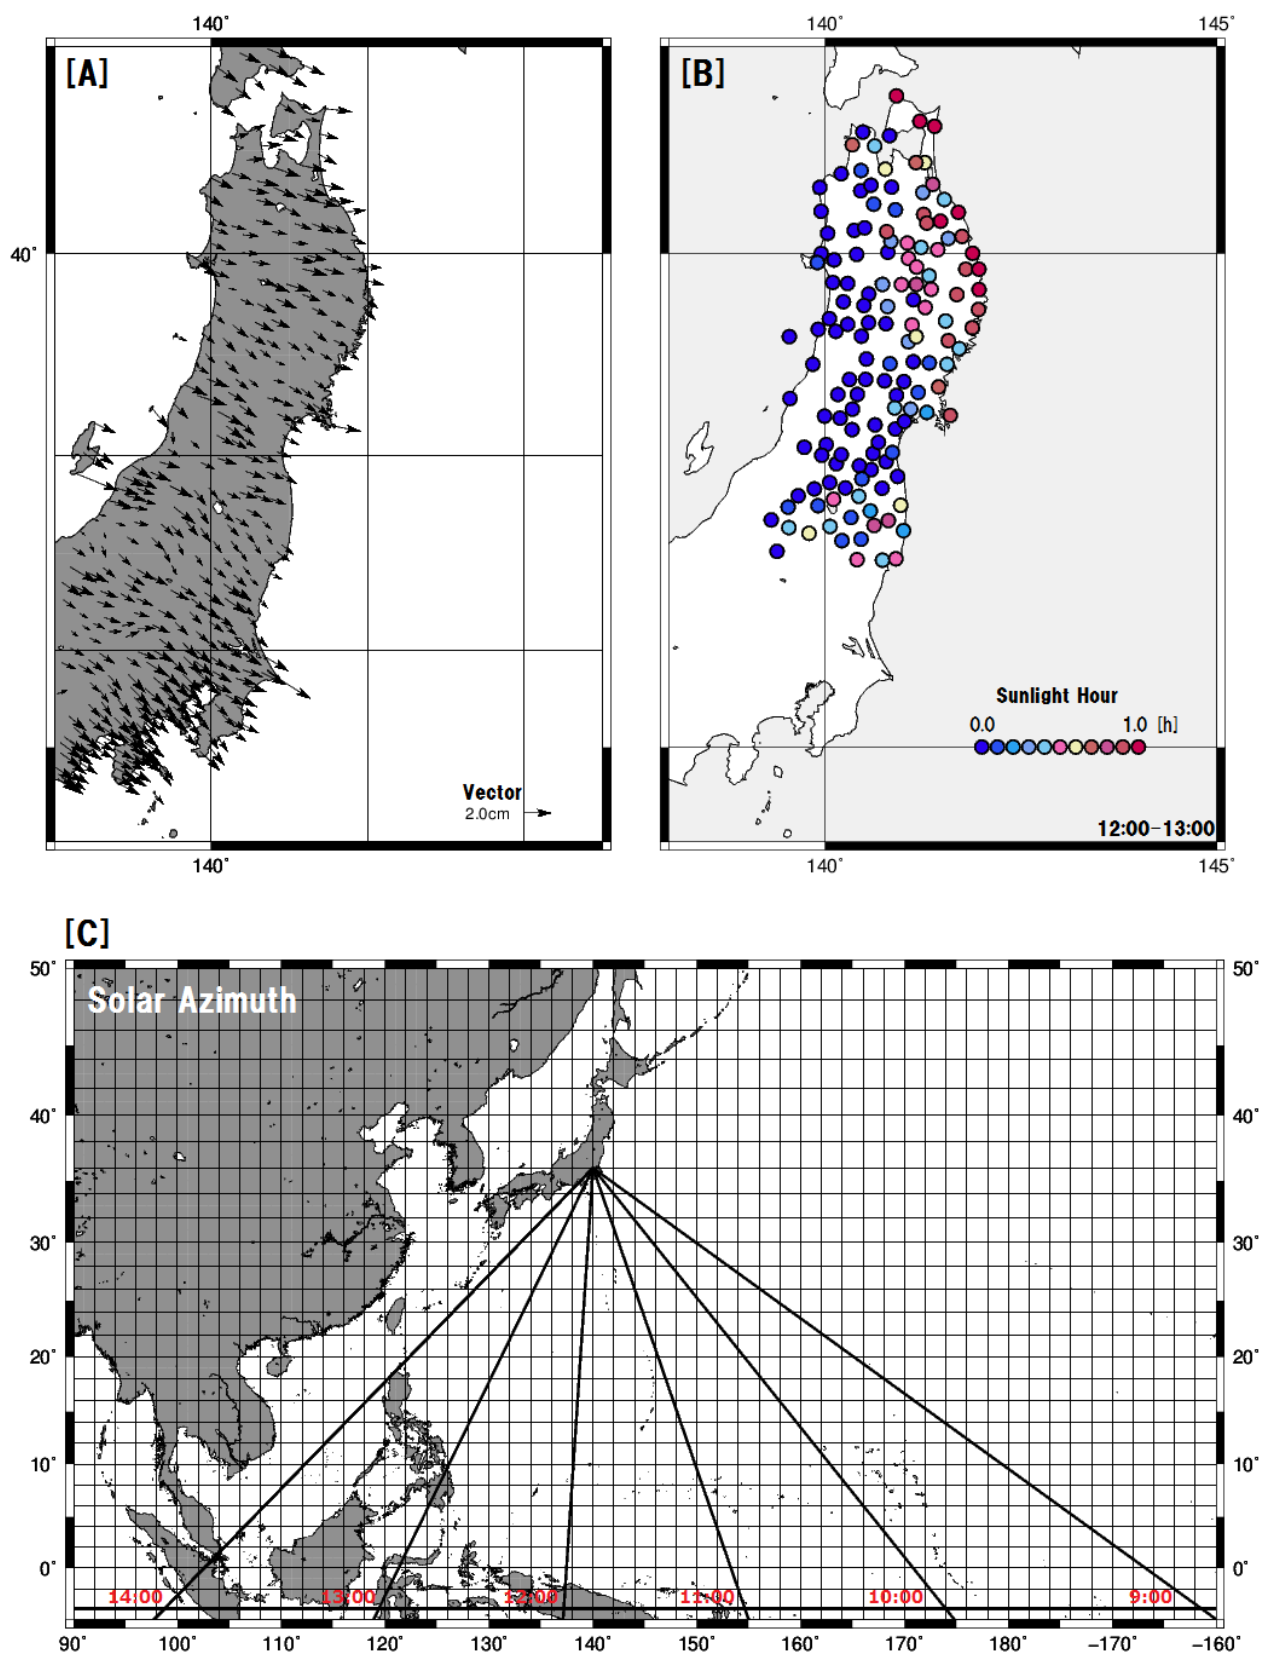 140° 140° 145°
[A] [B]
40°
Sunlight Hour
0.0 1.0 [h]
Vector
2.0cm
12:00-13:00
140° 140° 145°
[C]
50° 50°
Solar Azimuth
40° 40°
30° 30°
20° 20°
10° 10°
0° 0°
14:00 13:00 12:00 11:00 10:00 9:00
90° 100° 110° 120° 130° 140° 150° 160° 170° 180° -170° -160°